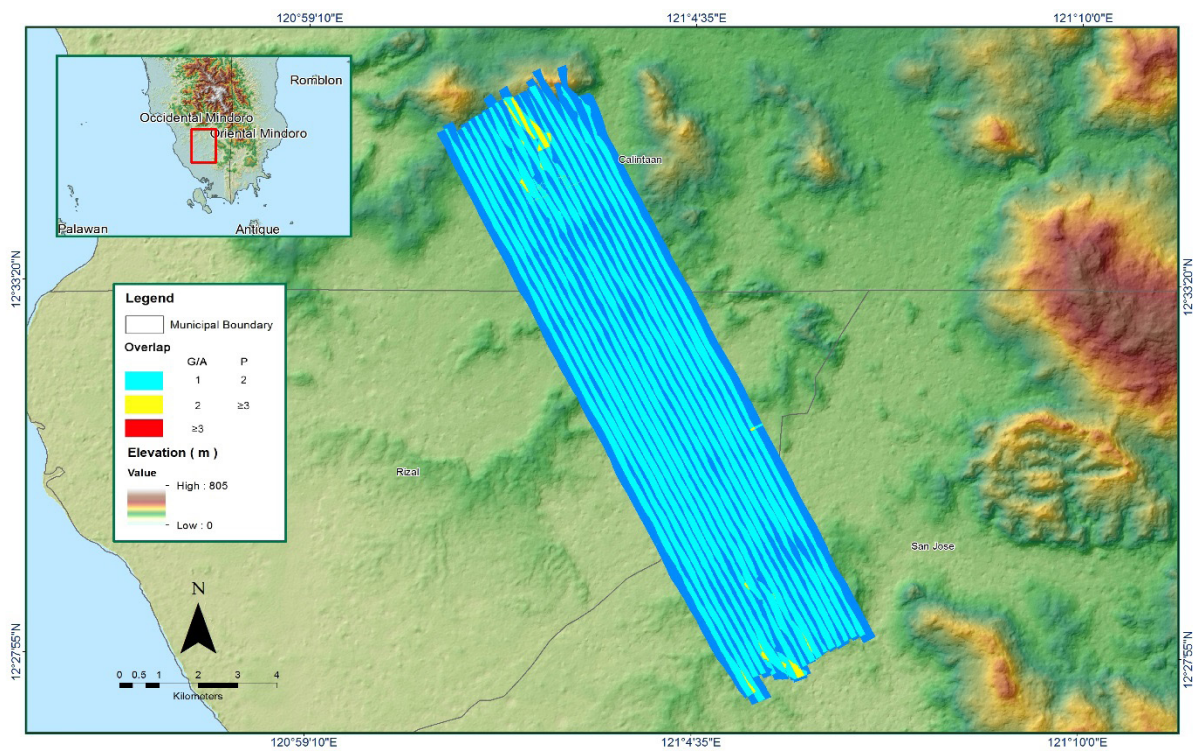 120°59'10"E
121°4'35"E
121°10'0"E
Romblon
Occidental Mindoro
Oriental Mindoro
Palawan
Antique
Calintaan
12°33'20"N
12°33'20"N
Legend
Municipal Boundary
Overlap
G/A P
1 2
2 ≥3
≥3
Elevation ( m )
Value
High : 805
Low : 0
Rizal
San Jose
N
12°27'55"N
12°27'55"N
0 0.5 1 2 3 4
Kilometers
120°59'10"E
121°4'35"E
121°10'0"E